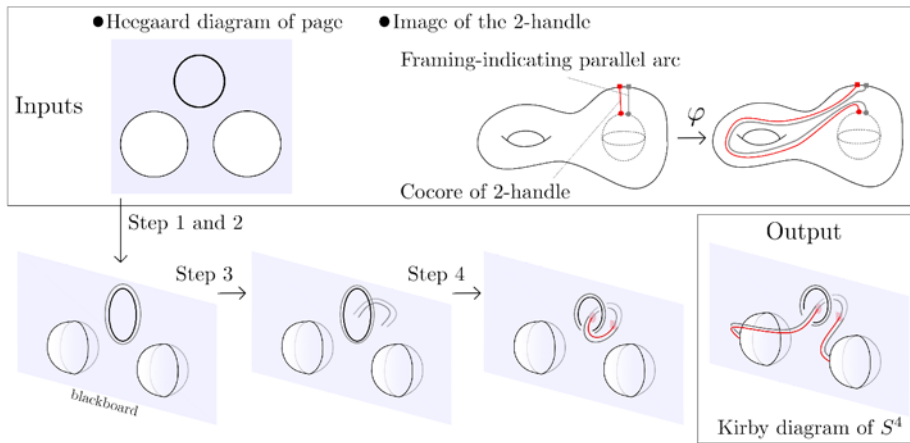 ●Heegaard diagram of page
●Image of the 2-handle
Framing-indicating parallel arc
Inputs
φ
Cocore of 2-handle
Step 1 and 2
Output
Step 3
Step 4
blackboard
Kirby diagram of S⁴